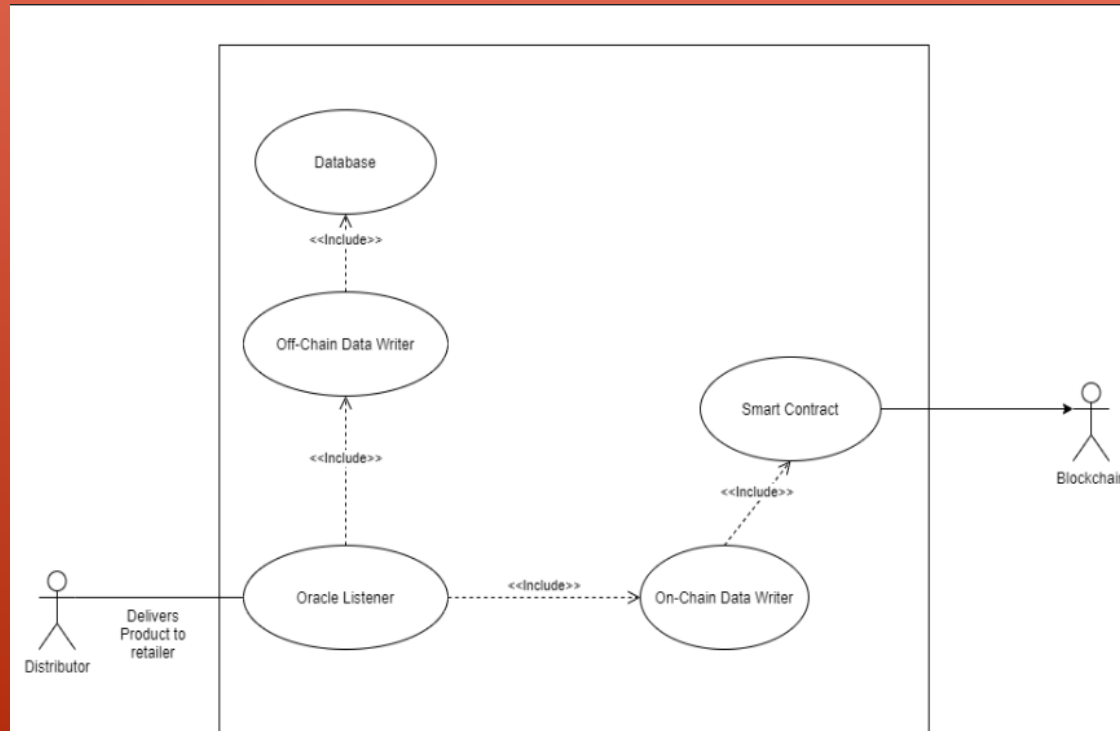 Database
<<Include>>
Off-Chain Data Writer
Smart Contract
<<Include>>
Blockchain
<<Include>>
Oracle Listener
<<Include>>
On-Chain Data Writer
Delivers
Product to
retailer
Distributor